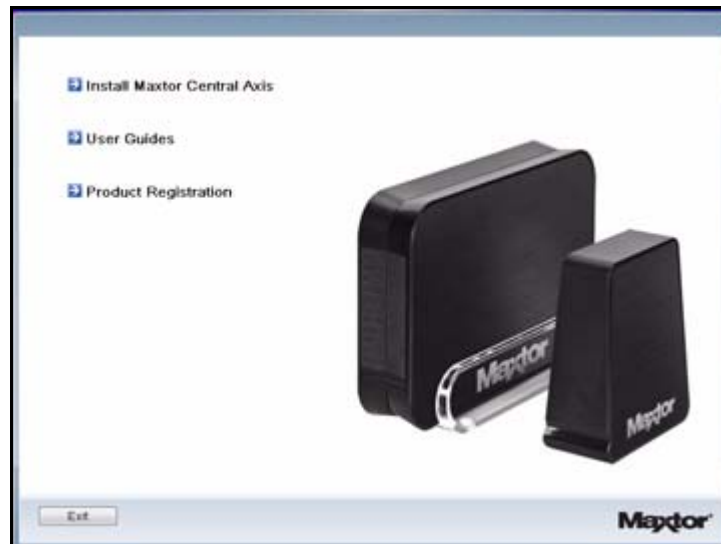 Install Maxtor Central Axis
User Guides
Product Registration
Maxtor
Maxtor
Exit
Maxtor